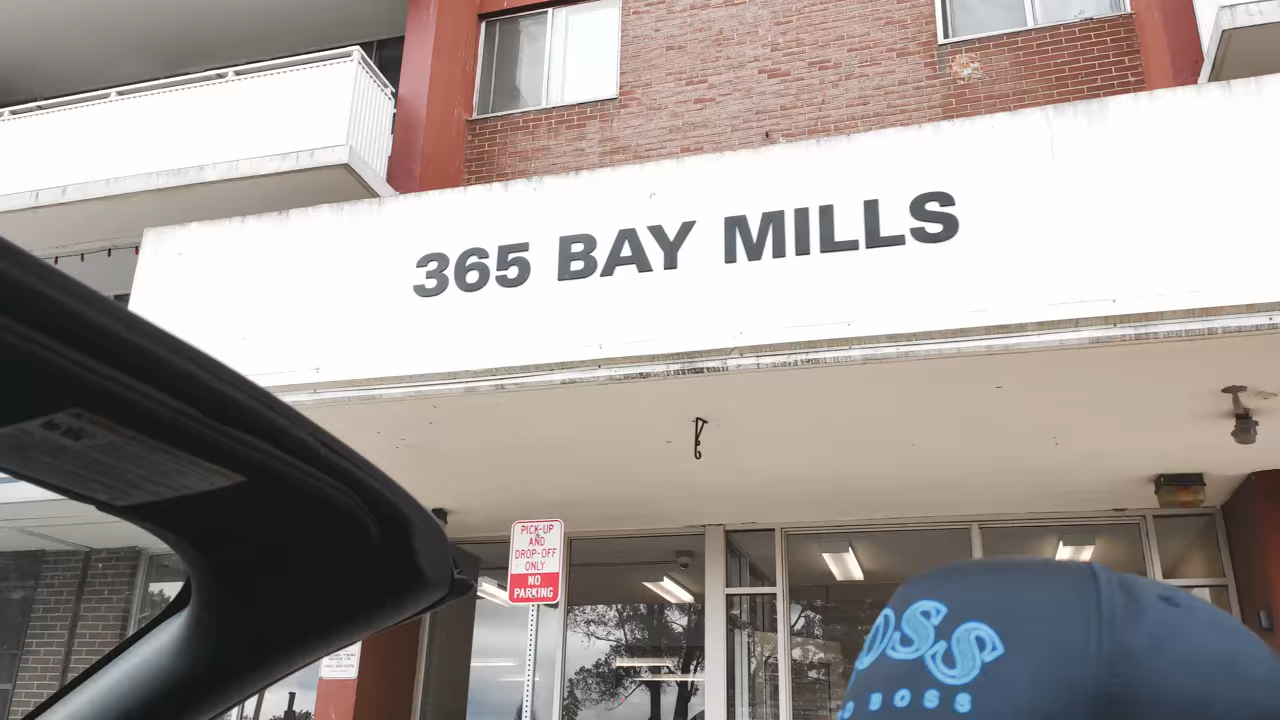 365 BAY MILLS
PICK-UP
AND
DROP-OFF
ONLY
NO
PARKING
OSS
BOSS